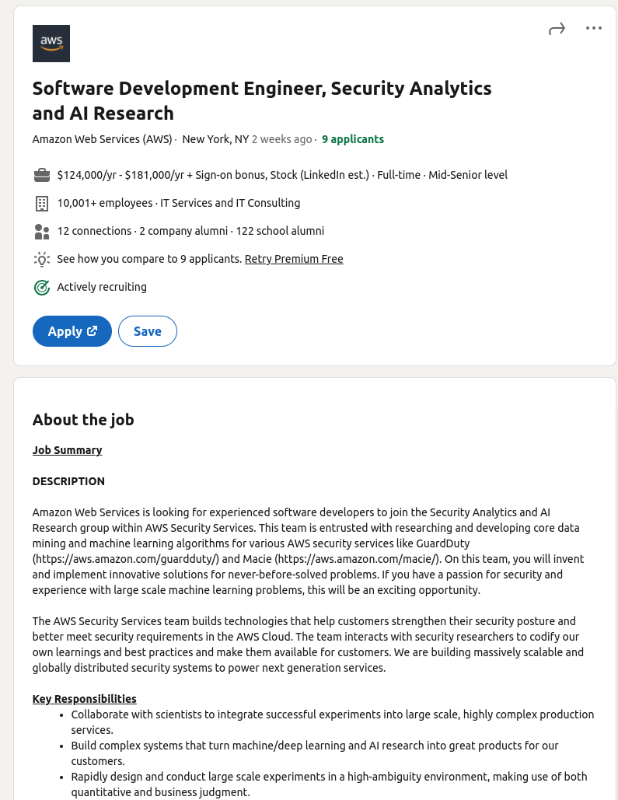 aws
Software Development Engineer, Security Analytics
and AI Research
Amazon Web Services (AWS) · New York, NY 2 weeks ago · 9 applicants
$124,000/yr - $181,000/yr + Sign-on bonus, Stock (LinkedIn est.) · Full-time · Mid-Senior level
10,001+ employees · IT Services and IT Consulting
12 connections · 2 company alumni · 122 school alumni
See how you compare to 9 applicants. Retry Premium Free
Actively recruiting
Apply Save
About the job
Job Summary
DESCRIPTION
Amazon Web Services is looking for experienced software developers to join the Security Analytics and AI
Research group within AWS Security Services. This team is entrusted with researching and developing core data
mining and machine learning algorithms for various AWS security services like GuardDuty
(https://aws.amazon.com/guardduty/) and Macie (https://aws.amazon.com/macie/). On this team, you will invent
and implement innovative solutions for never-before-solved problems. If you have a passion for security and
experience with large scale machine learning problems, this will be an exciting opportunity.
The AWS Security Services team builds technologies that help customers strengthen their security posture and
better meet security requirements in the AWS Cloud. The team interacts with security researchers to codify our
own learnings and best practices and make them available for customers. We are building massively scalable and
globally distributed security systems to power next generation services.
Key Responsibilities
• Collaborate with scientists to integrate successful experiments into large scale, highly complex production
services.
• Build complex systems that turn machine/deep learning and AI research into great products for our
customers.
• Rapidly design and conduct large scale experiments in a high-ambiguity environment, making use of both
quantitative and business judgment.